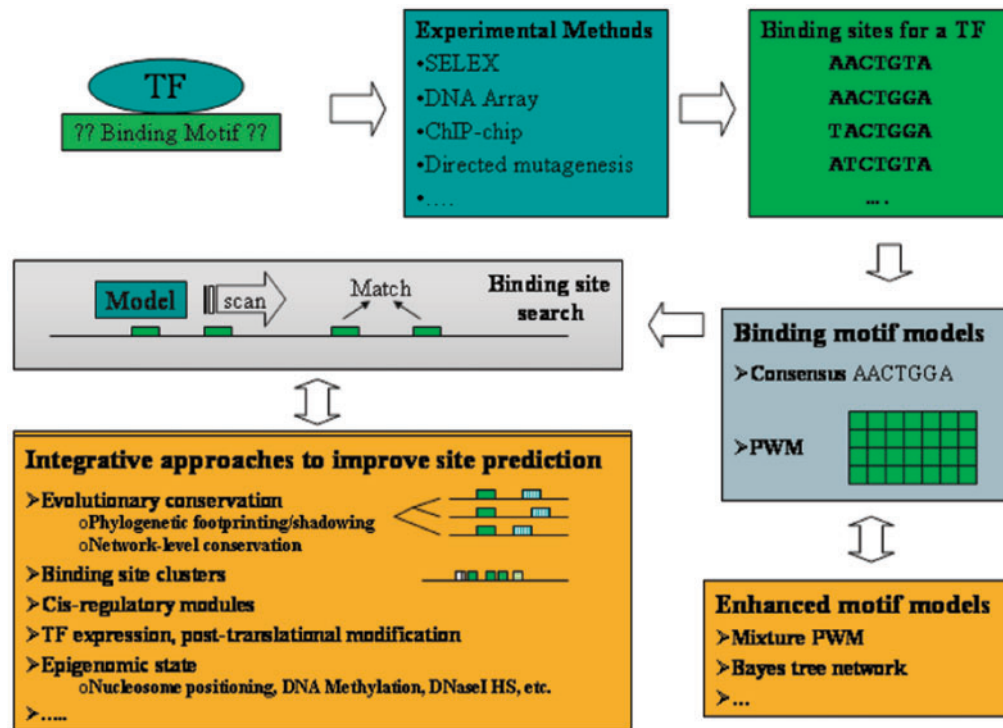 TF
?? Binding Motif ??
Experimental Methods
•SELEX
•DNA Array
•ChIP-chip
•Directed mutagenesis
•....
Binding sites for a TF
AACTGTA
AACTGGA
TACTGGA
ATCTGTA
....
Model
scan
Match
Binding site
search
Binding motif models
➢Consensus AACTGGA
➢PWM
Integrative approaches to improve site prediction
➢Evolutionary conservation
oPhylogenetic footprinting/shadowing
oNetwork-level conservation
➢Binding site clusters
➢Cis-regulatory modules
➢TF expression, post-translational modification
➢Epigenomic state
oNucleosome positioning, DNA Methylation, DNaseI HS, etc.
➢.....
Enhanced motif models
➢Mixture PWM
➢Bayes tree network
➢...